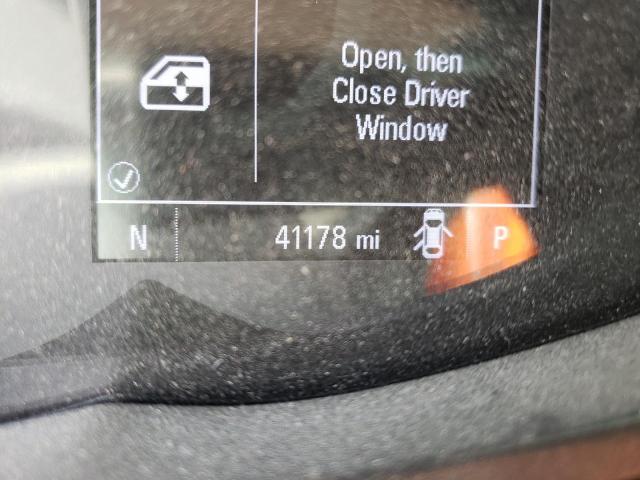 Open, then
Close Driver
Window
N 41178 mi P